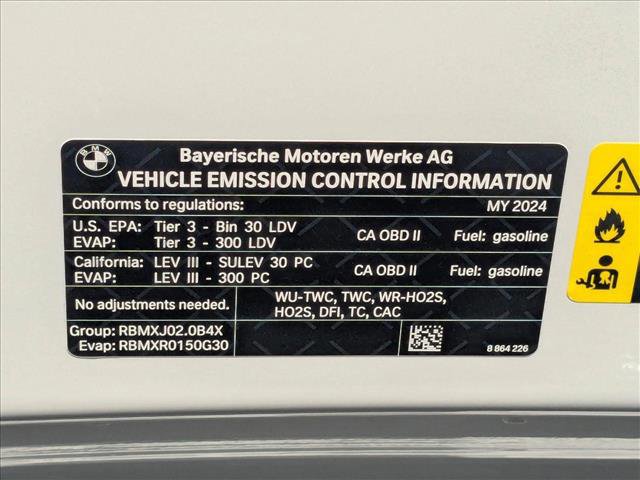 BMW
Bayerische Motoren Werke AG
VEHICLE EMISSION CONTROL INFORMATION
Conforms to regulations: MY 2024
U.S. EPA: Tier 3 - Bin 30 LDV
EVAP: Tier 3 - 300 LDV
CA OBD II Fuel: gasoline
California: LEV III - SULEV 30 PC
EVAP: LEV III - 300 PC
CA OBD II Fuel: gasoline
No adjustments needed.
WU-TWC, TWC, WR-HO2S,
HO2S, DFI, TC, CAC
Group: RBMXJ02.0B4X
Evap: RBMXR0150G30
8 864 226